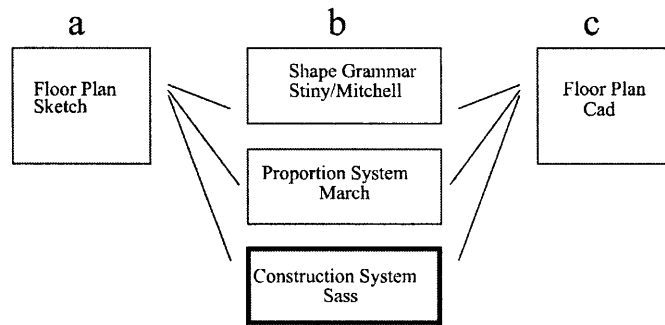 a
b
c
Floor Plan
Sketch
Shape Grammar
Stiny/Mitchell
Proportion System
March
Construction System
Sass
Floor Plan
Cad